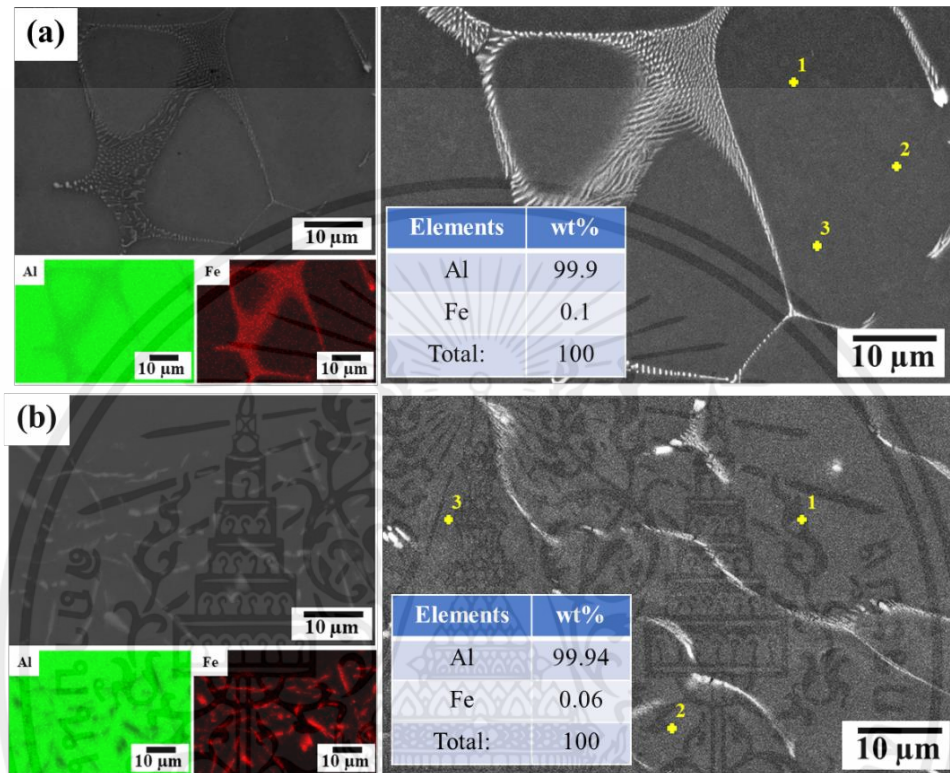 (a)
1
2
3
10 µm
Al
10 µm
Fe
10 µm
Elements wt%
Al 99.9
Fe 0.1
Total: 100
10 µm
(b)
3
1
10 µm
Al
10 µm
Fe
10 µm
Elements wt%
Al 99.94
Fe 0.06
Total: 100
2
10 µm